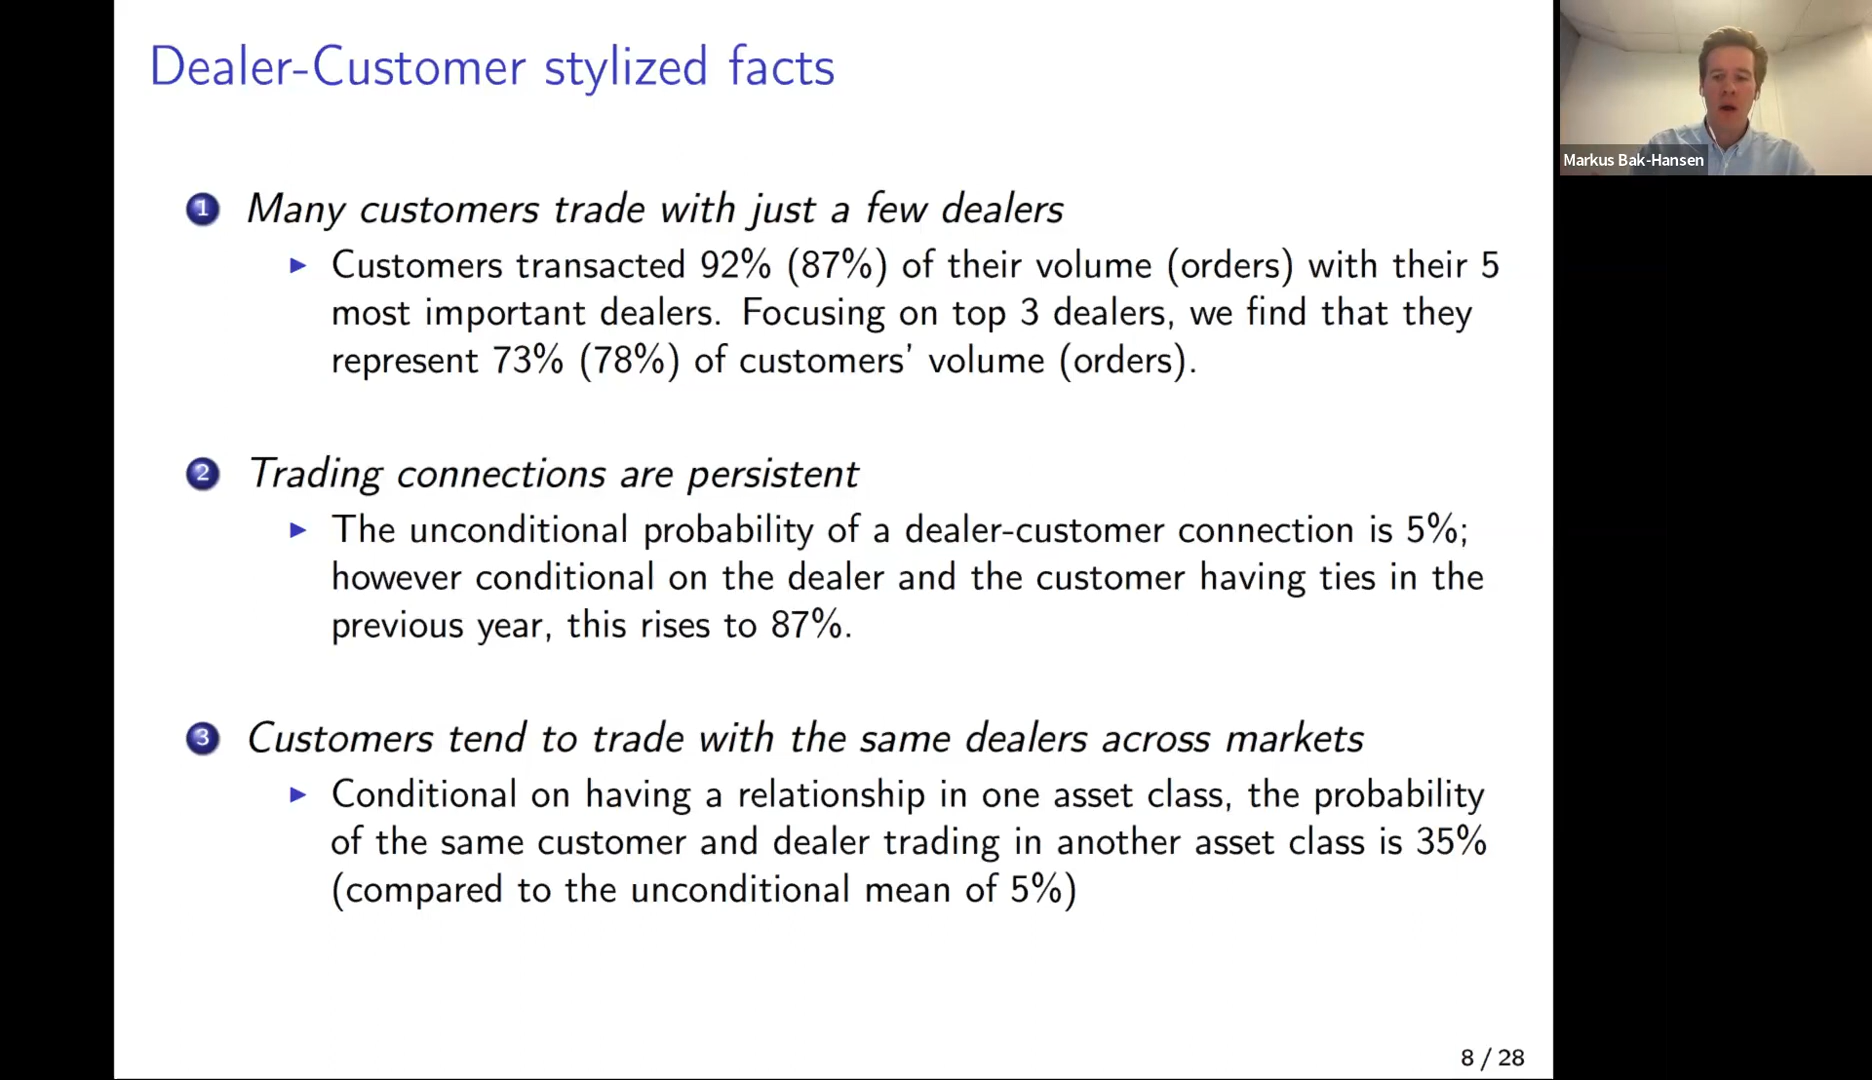 Dealer-Customer stylized facts
Markus Bak-Hansen
1 Many customers trade with just a few dealers
▶ Customers transacted 92% (87%) of their volume (orders) with their 5
most important dealers. Focusing on top 3 dealers, we find that they
represent 73% (78%) of customers' volume (orders).
2 Trading connections are persistent
▶ The unconditional probability of a dealer-customer connection is 5%;
however conditional on the dealer and the customer having ties in the
previous year, this rises to 87%.
3 Customers tend to trade with the same dealers across markets
▶ Conditional on having a relationship in one asset class, the probability
of the same customer and dealer trading in another asset class is 35%
(compared to the unconditional mean of 5%)
8 / 28